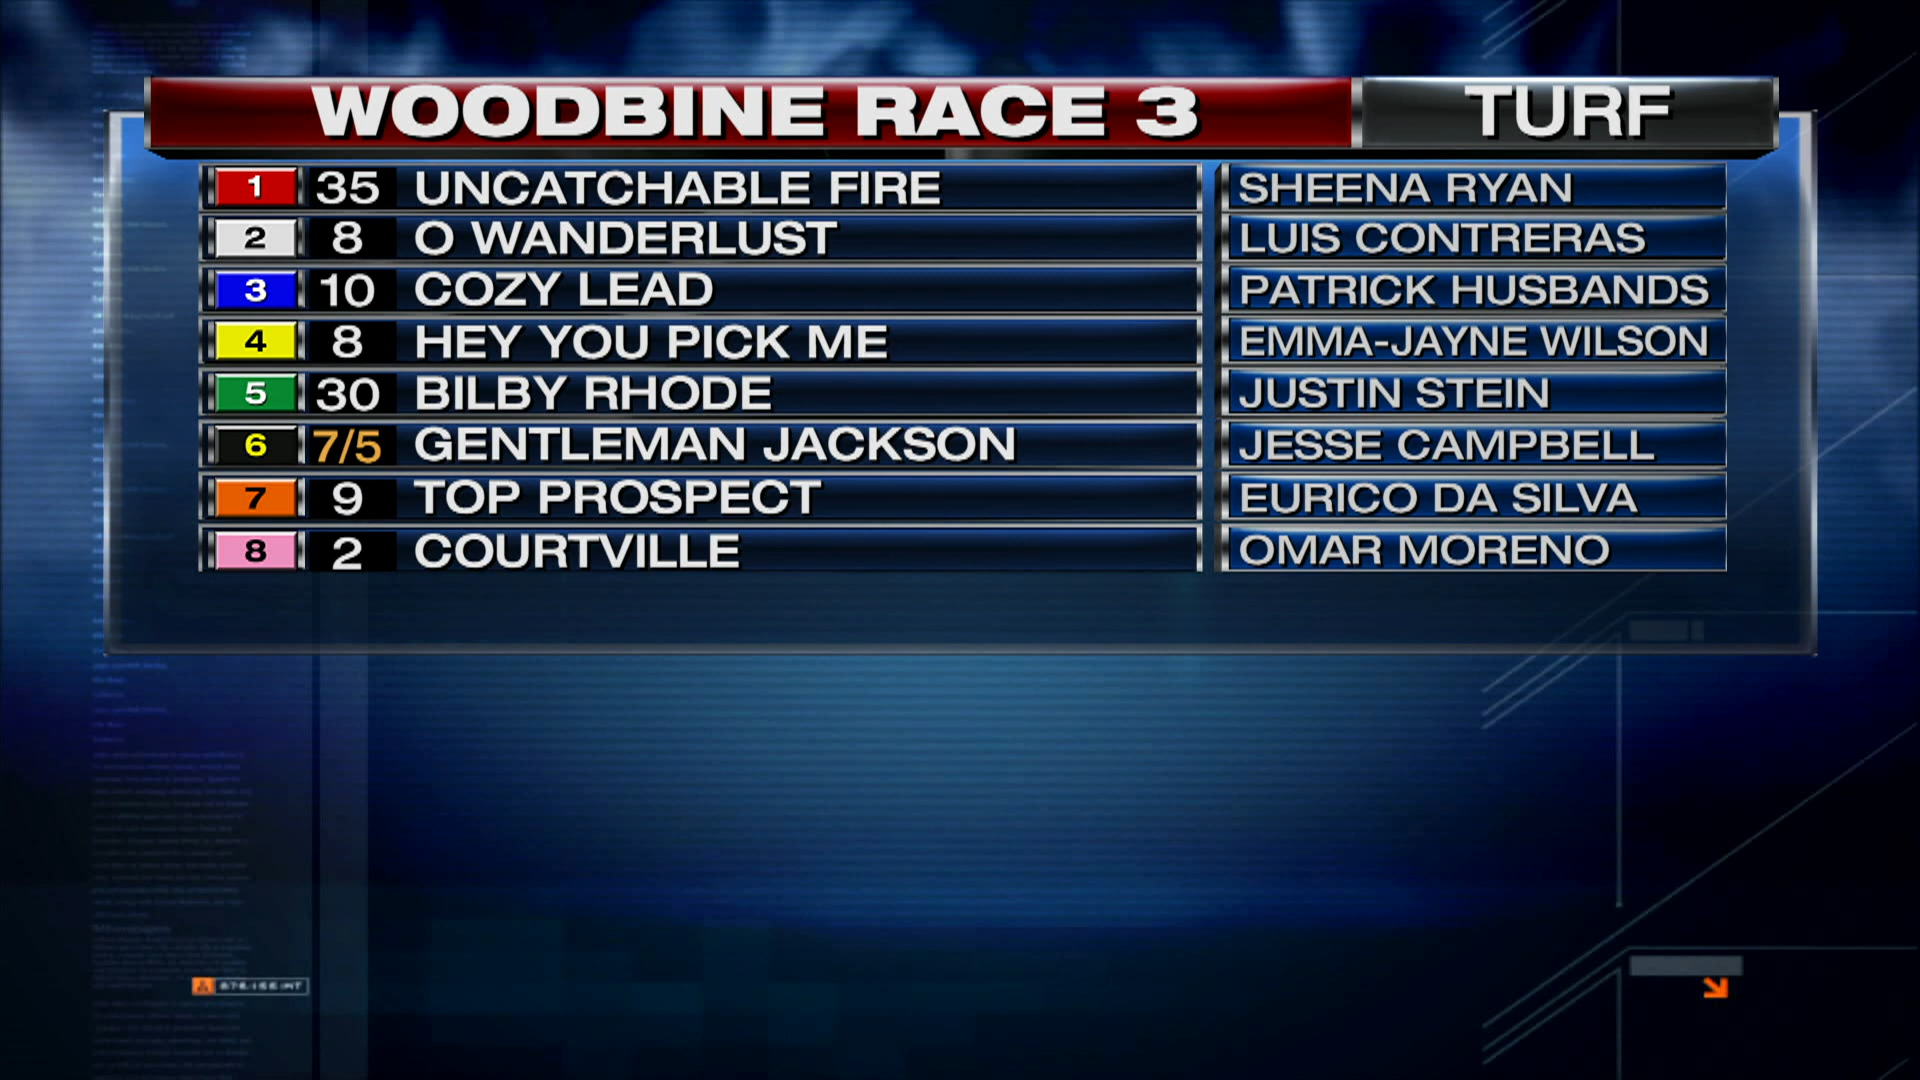 WOODBINE RACE 3 TURF
1 35 UNCATCHABLE FIRE SHEENA RYAN
2 8 O WANDERLUST LUIS CONTRERAS
3 10 COZY LEAD PATRICK HUSBANDS
4 8 HEY YOU PICK ME EMMA-JAYNE WILSON
5 30 BILBY RHODE JUSTIN STEIN
6 7/5 GENTLEMAN JACKSON JESSE CAMPBELL
7 9 TOP PROSPECT EURICO DA SILVA
8 2 COURTVILLE OMAR MORENO